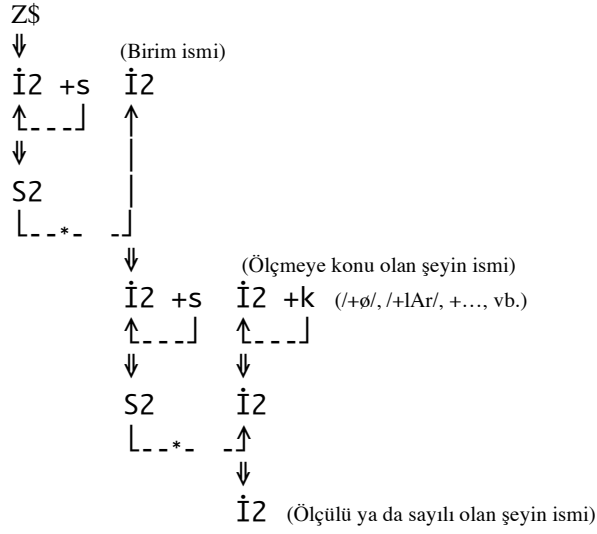 Z$
⇓ (Birim ismi)
İ2 +s İ2
⇓
S2
*
⇓ (Ölçmeye konu olan şeyin ismi)
İ2 +s İ2 +k (/+ø/, /+lAr/, +…, vb.)
⇓ ⇓
S2 İ2
*
⇓
İ2 (Ölçülü ya da sayılı olan şeyin ismi)